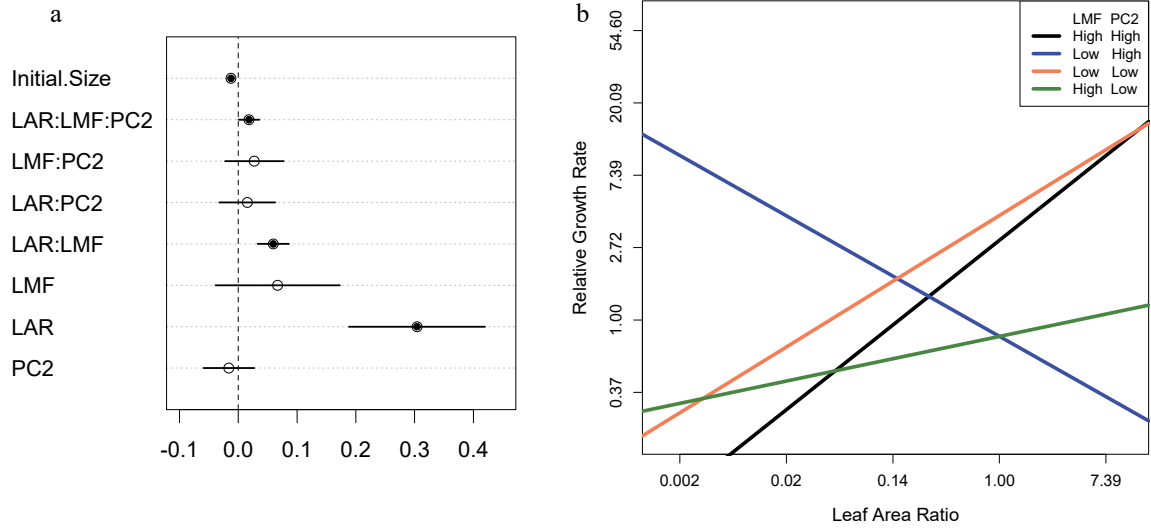 a
Initial.Size
LAR:LMF:PC2
LMF:PC2
LAR:PC2
LAR:LMF
LMF
LAR
PC2
-0.1 0.0 0.1 0.2 0.3 0.4
b
LMF PC2
High High
Low High
Low Low
High Low
Relative Growth Rate
54.60
20.09
7.39
2.72
1.00
0.37
0.002 0.02 0.14 1.00 7.39
Leaf Area Ratio